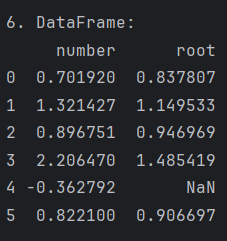 6. DataFrame:
     number      root
0  0.701920  0.837807
1  1.321427  1.149533
2  0.896751  0.946969
3  2.206470  1.485419
4 -0.362792       NaN
5  0.822100  0.906697